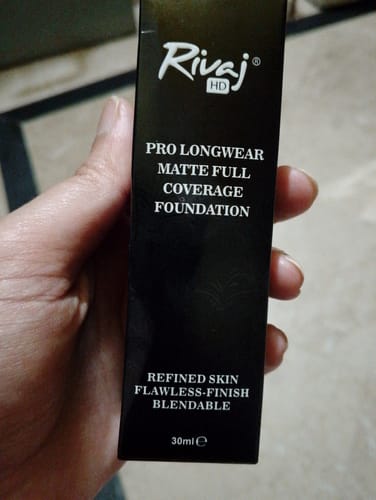 Rivaj®
HD
PRO LONGWEAR
MATTE FULL
COVERAGE
FOUNDATION
REFINED SKIN
FLAWLESS-FINISH
BLENDABLE
30ml℮